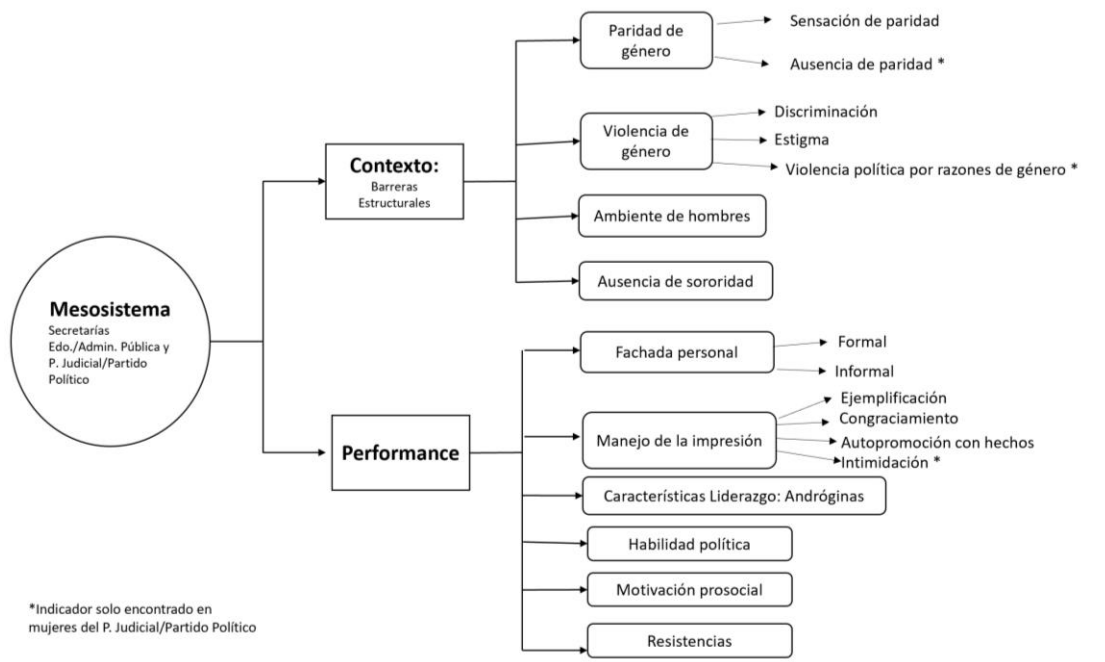 Mesosistema
Secretarías
Edo./Admin. Pública y
P. Judicial/Partido
Político
Contexto:
Barreras
Estructurales
Paridad de
género
Sensación de paridad
Ausencia de paridad *
Violencia de
género
Discriminación
Estigma
Violencia política por razones de género *
Ambiente de hombres
Ausencia de sororidad
Performance
Fachada personal
Formal
Informal
Manejo de la impresión
Ejemplificación
Congraciamiento
Autopromoción con hechos
Intimidación *
Características Liderazgo: Andróginas
Habilidad política
Motivación prosocial
Resistencias
*Indicador solo encontrado en
mujeres del P. Judicial/Partido Político